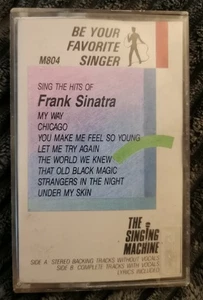 BE YOUR
FAVORITE
M804 SINGER
SING THE HITS OF
Frank Sinatra
MY WAY
CHICAGO
YOU MAKE ME FEEL SO YOUNG
LET ME TRY AGAIN
THE WORLD WE KNEW
THAT OLD BLACK MAGIC
STRANGERS IN THE NIGHT
UNDER MY SKIN
THE
SINGING
MACHINE
SIDE A: STEREO BACKING TRACKS WITHOUT VOCALS
SIDE B: COMPLETE TRACKS WITH VOCALS
LYRICS INCLUDED